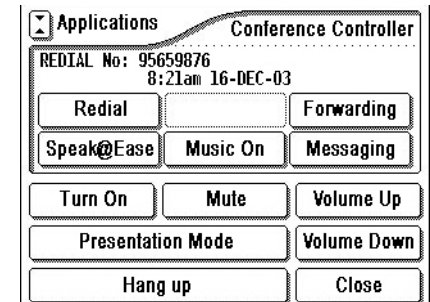 Applications Conference Controller
REDIAL No: 95659876
8:21am 16-DEC-03
Redial Forwarding
Speak@Ease Music On Messaging
Turn On Mute Volume Up
Presentation Mode Volume Down
Hang up Close